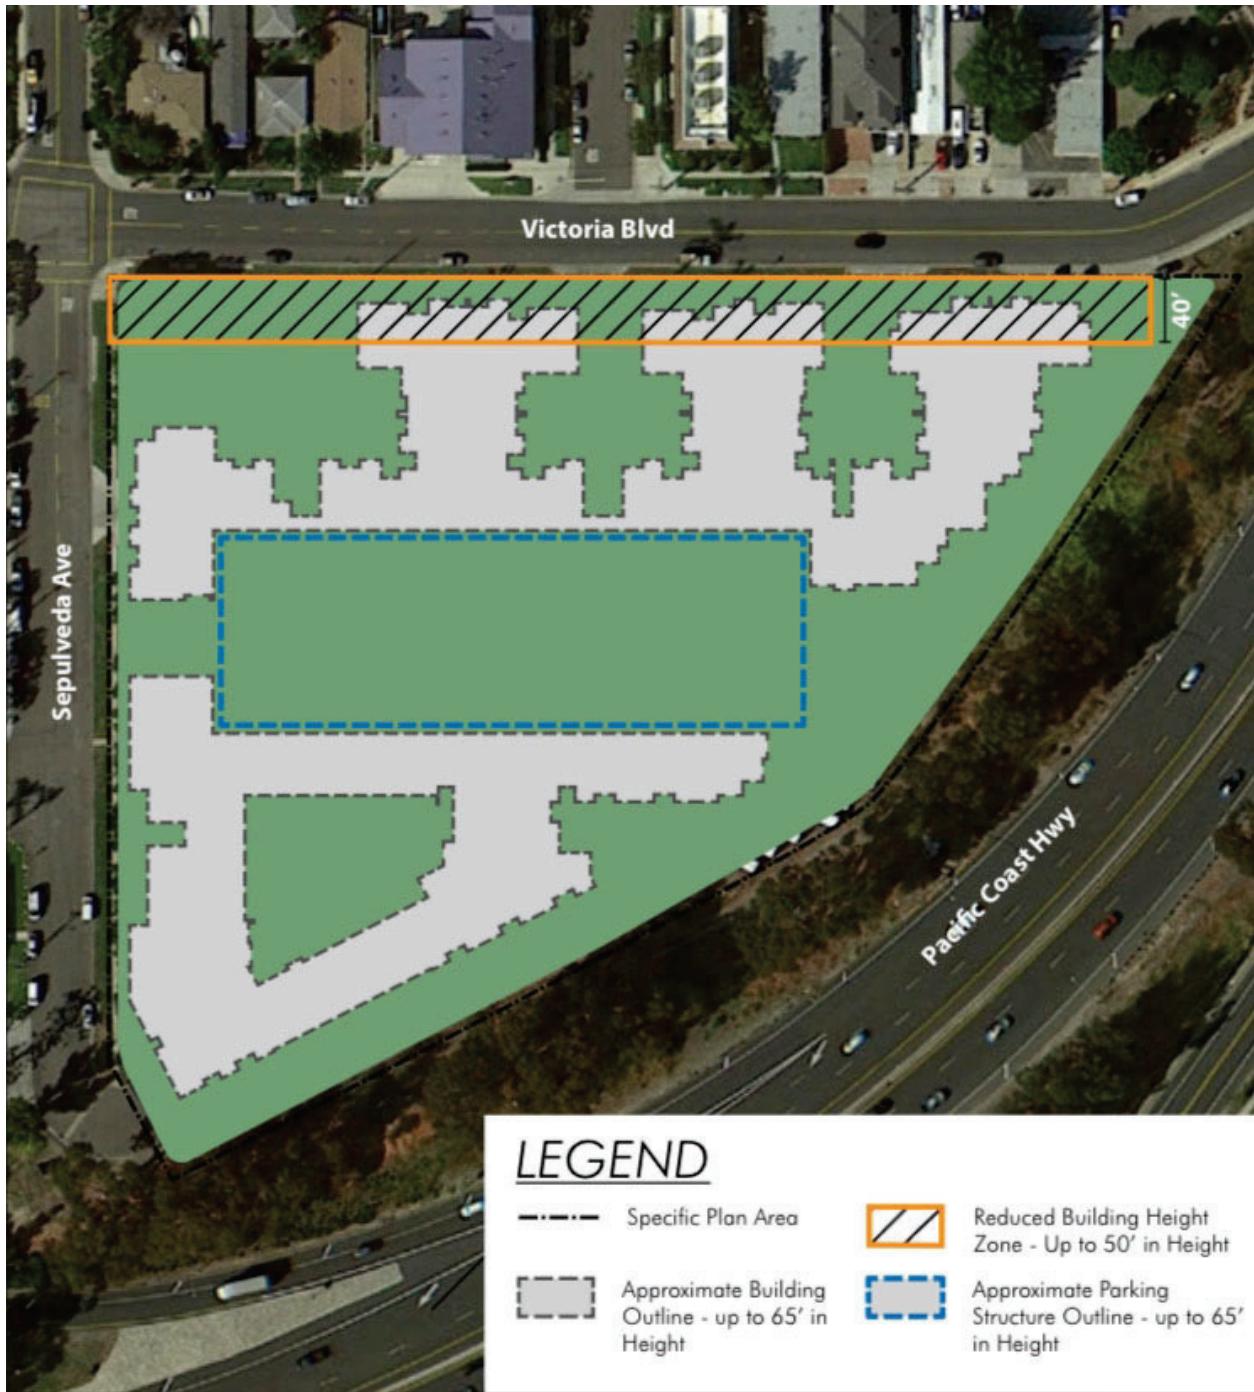 Victoria Blvd
40'
Sepulveda Ave
Pacific Coast Hwy
LEGEND
Specific Plan Area
Reduced Building Height
Zone - Up to 50' in Height
Approximate Building
Outline - up to 65' in
Height
Approximate Parking
Structure Outline - up to 65'
in Height